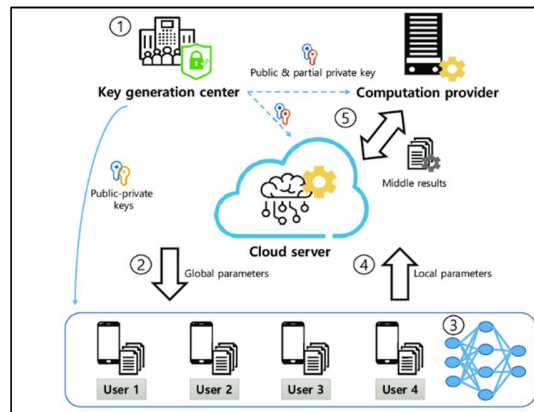 ①
Public & partial private key
Key generation center
Computation provider
⑤
Public-private
keys
Middle results
Cloud server
②
Global parameters
④
Local parameters
③
User 1
User 2
User 3
User 4